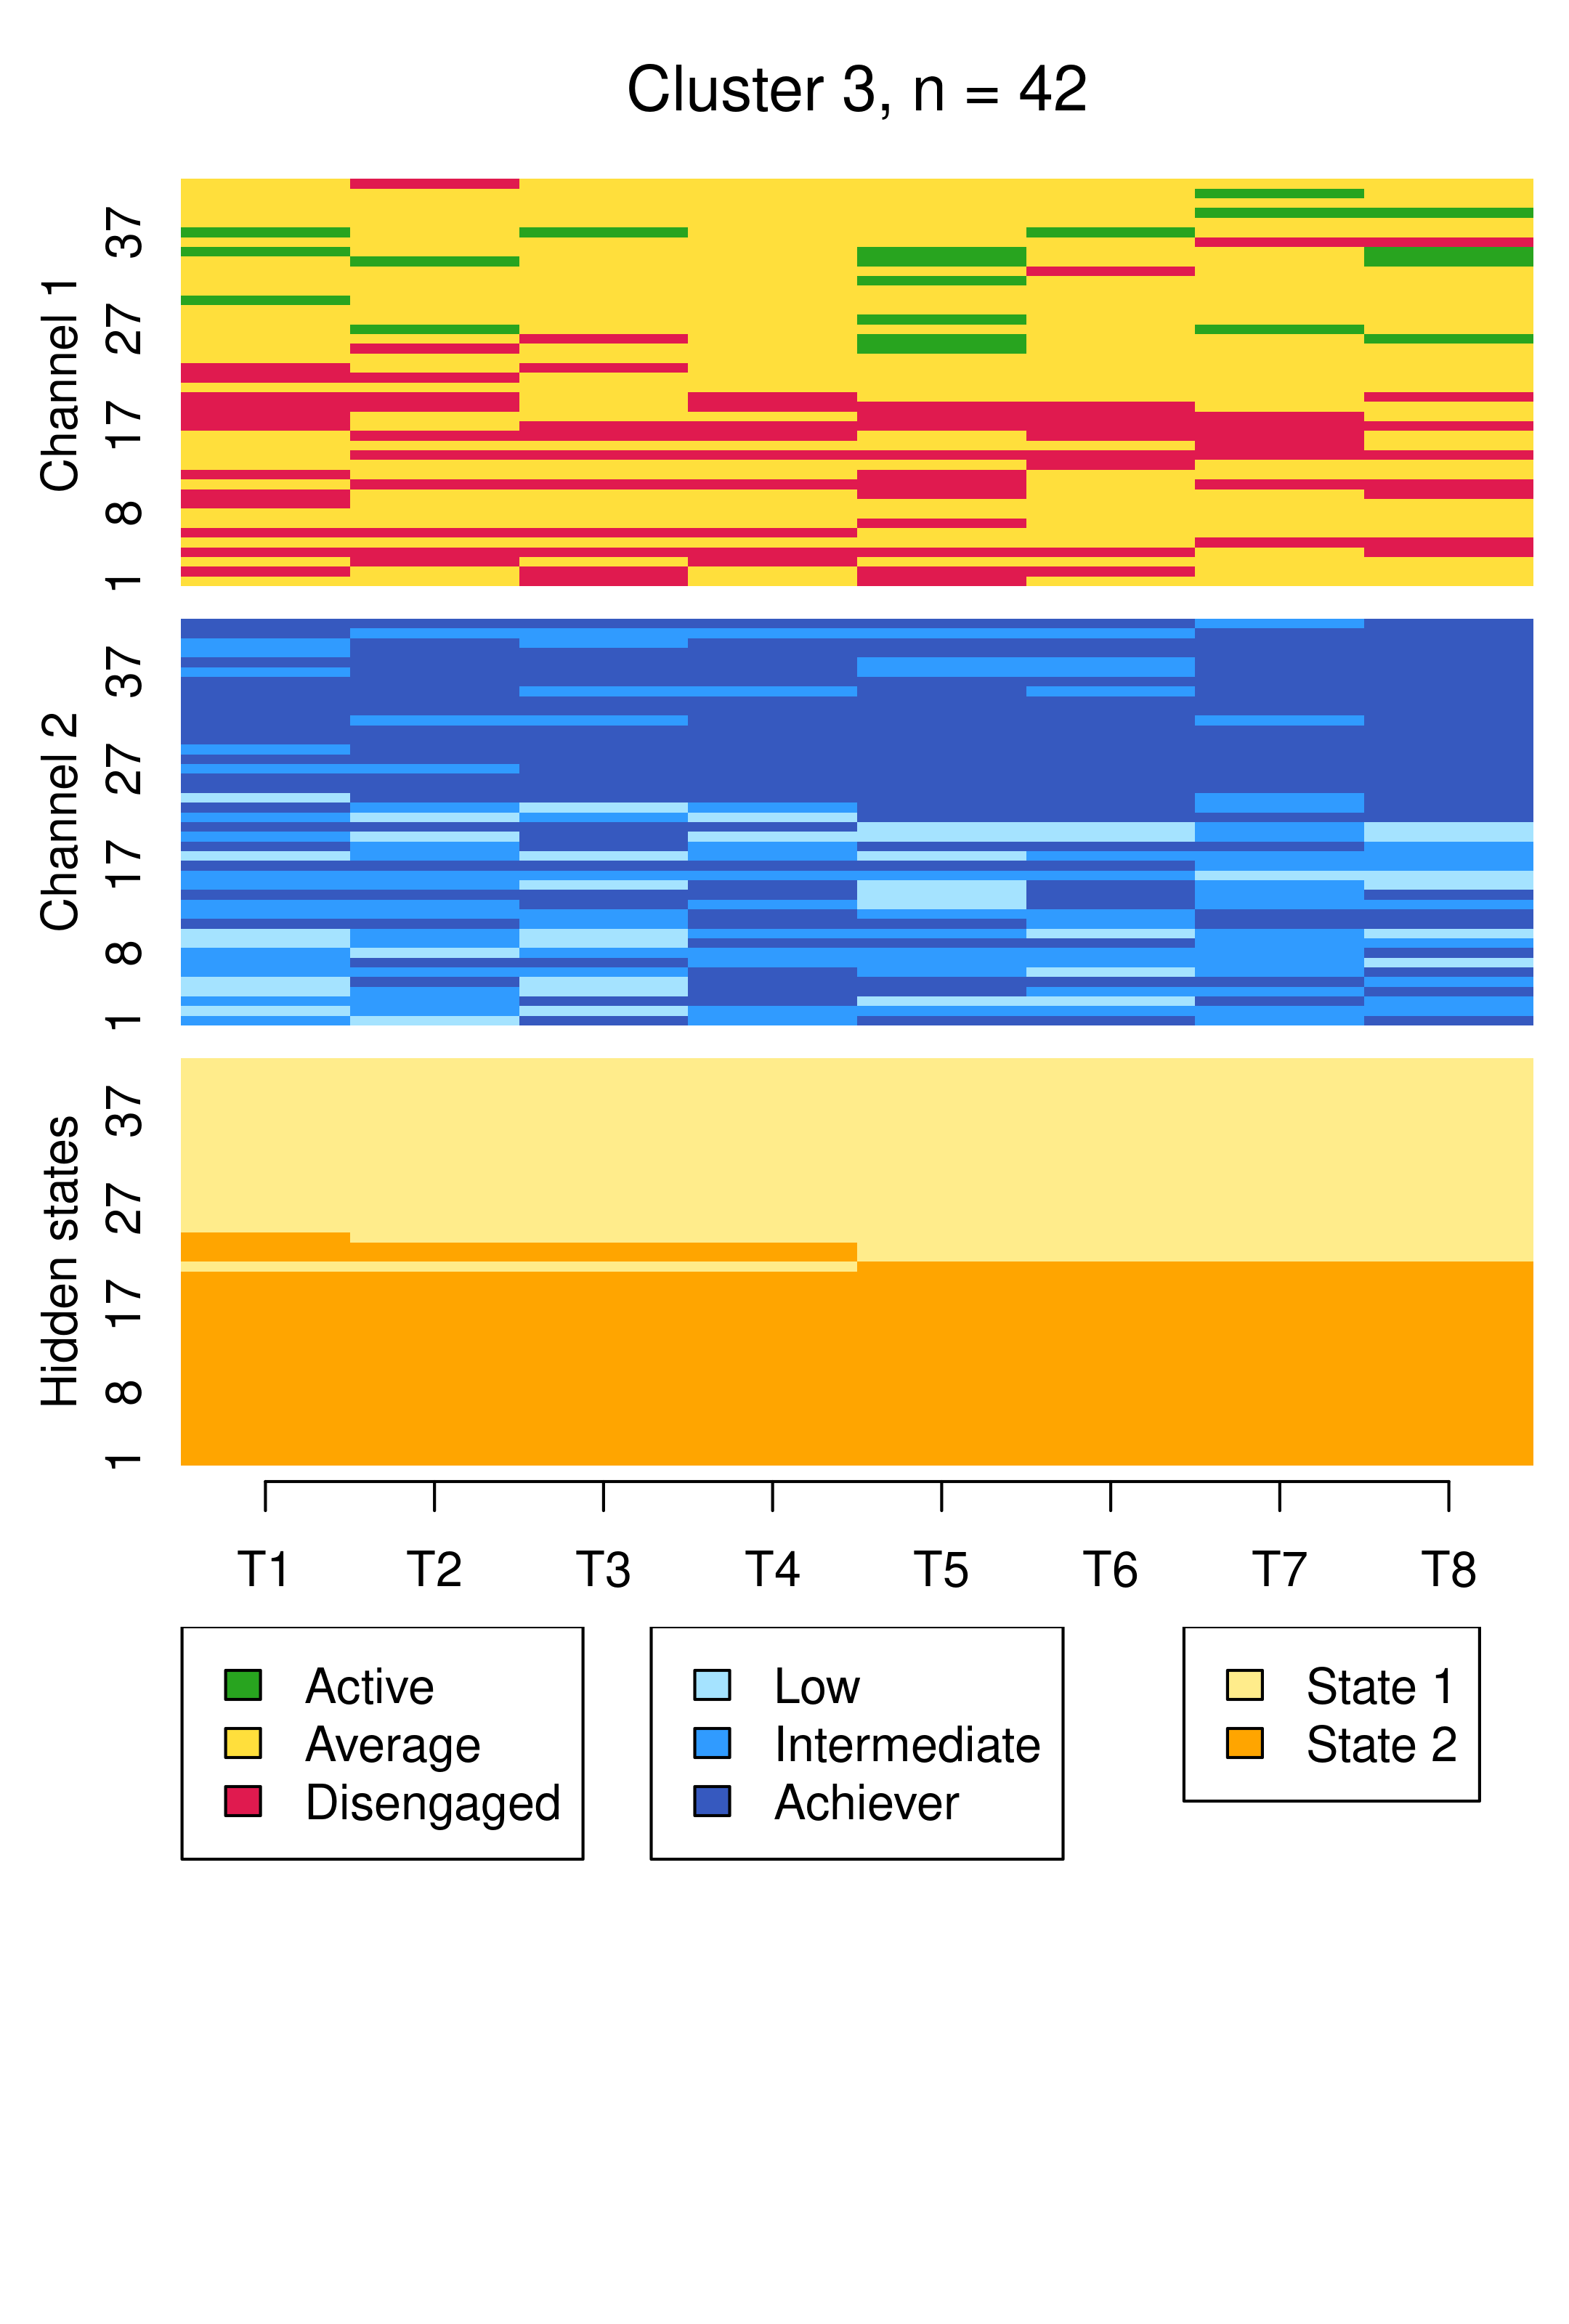 Cluster 3, n = 42
Channel 1
37
27
17
8
1
Channel 2
37
27
17
8
1
Hidden states
37
27
17
8
1
T1 T2 T3 T4 T5 T6 T7 T8
Active
Average
Disengaged
Low
Intermediate
Achiever
State 1
State 2